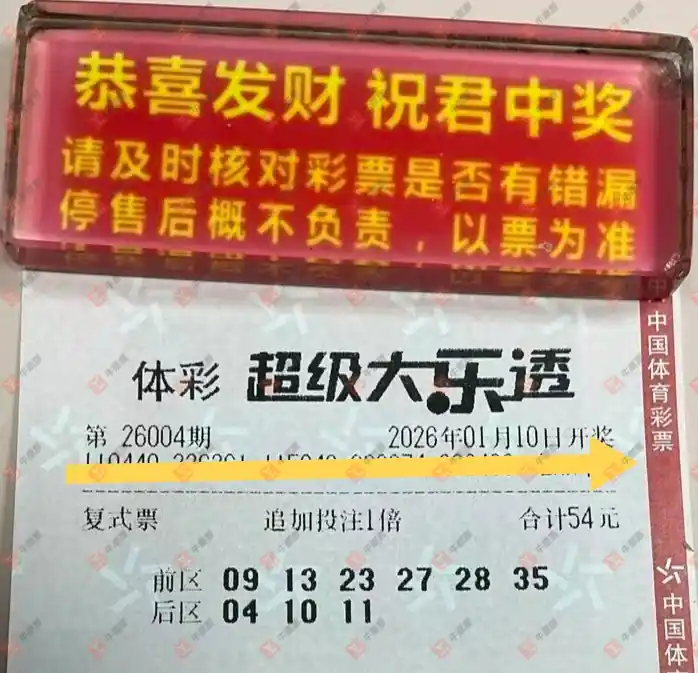 恭喜发财 祝君中奖
请及时核对彩票是否有错漏
停售后概不负责，以票为准
体彩 超级大乐透
第 26004期 2026年01月10日开奖
复式票 追加投注1倍 合计54元
前区 09 13 23 27 28 35
后区 04 10 11
中国体育彩票
中国体